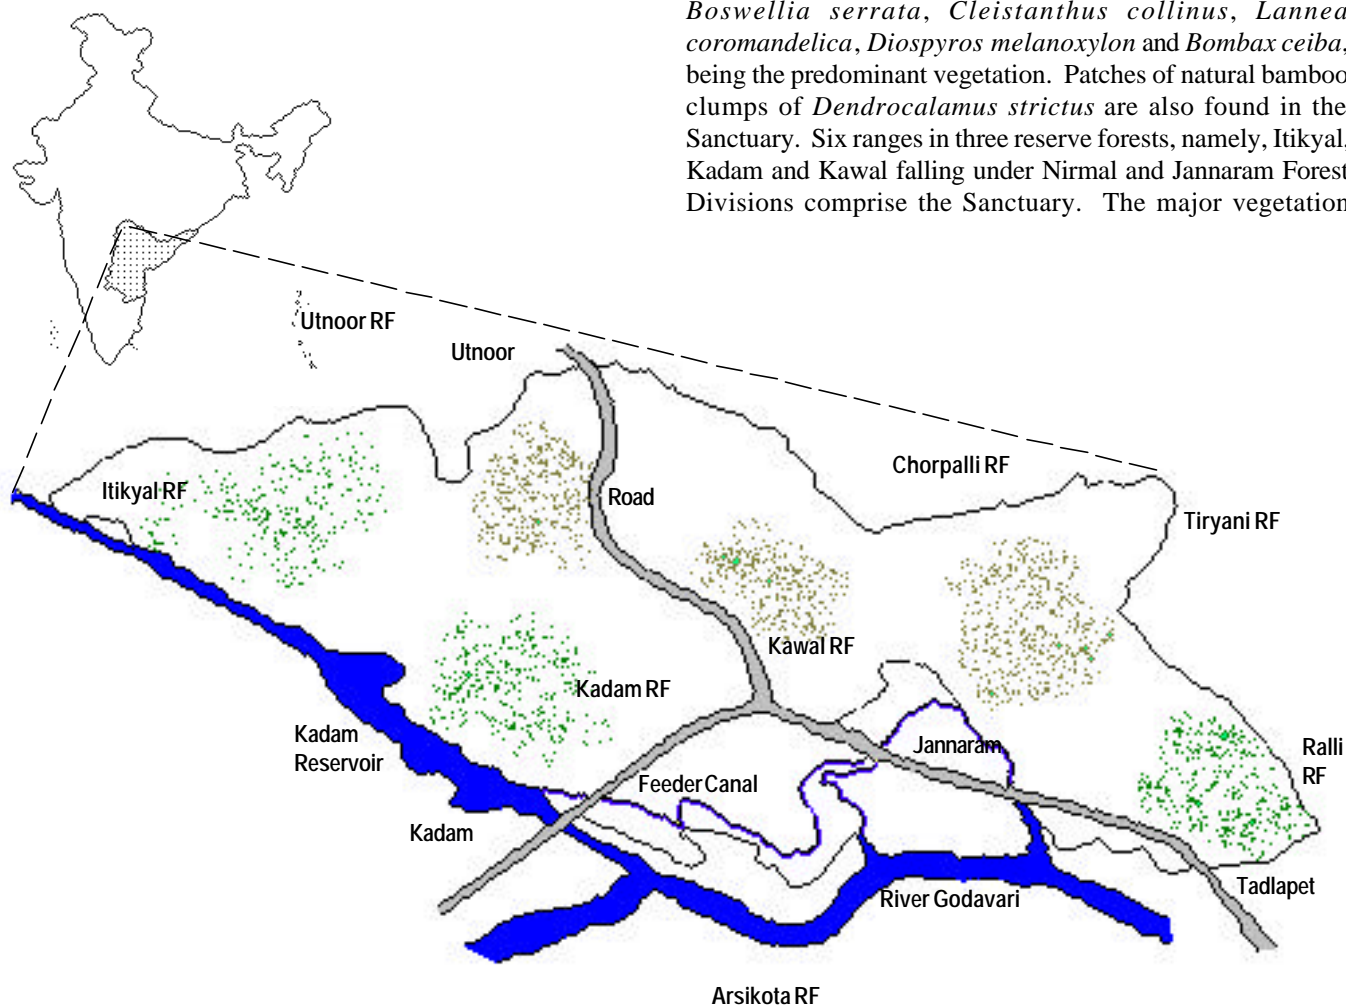 Boswellia serrata, Cleistanthus collinus, Lannea
coromandelica, Diospyros melanoxylon and Bombax ceiba,
being the predominant vegetation. Patches of natural bamboo
clumps of Dendrocalamus strictus are also found in the
Sanctuary. Six ranges in three reserve forests, namely, Itikyal,
Kadam and Kawal falling under Nirmal and Jannaram Forest
Divisions comprise the Sanctuary. The major vegetation
Utnoor RF
Utnoor
Chorpalli RF
Itikyal RF
Road
Tiryani RF
Kawal RF
Kadam RF
Kadam
Reservoir
Jannaram
Ralli
RF
Feeder Canal
Kadam
Tadlapet
River Godavari
Arsikota RF